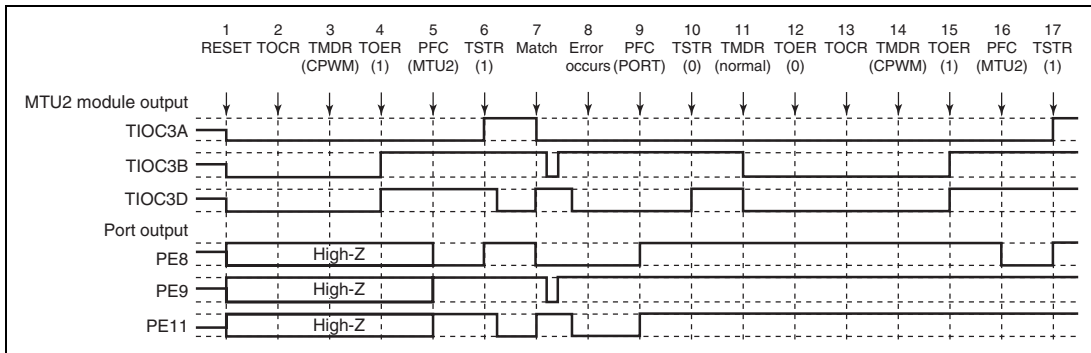 1 2 3 4 5 6 7 8 9 10 11 12 13 14 15 16 17
RESET TOCR TMDR TOER PFC TSTR Match Error PFC TSTR TMDR TOER TOCR TMDR TOER PFC TSTR
(CPWM) (1) (MTU2) (1) occurs (PORT) (0) (normal) (0) (CPWM) (1) (MTU2) (1)
MTU2 module output
TIOC3A
TIOC3B
TIOC3D
Port output
PE8 High-Z
PE9 High-Z
PE11 High-Z